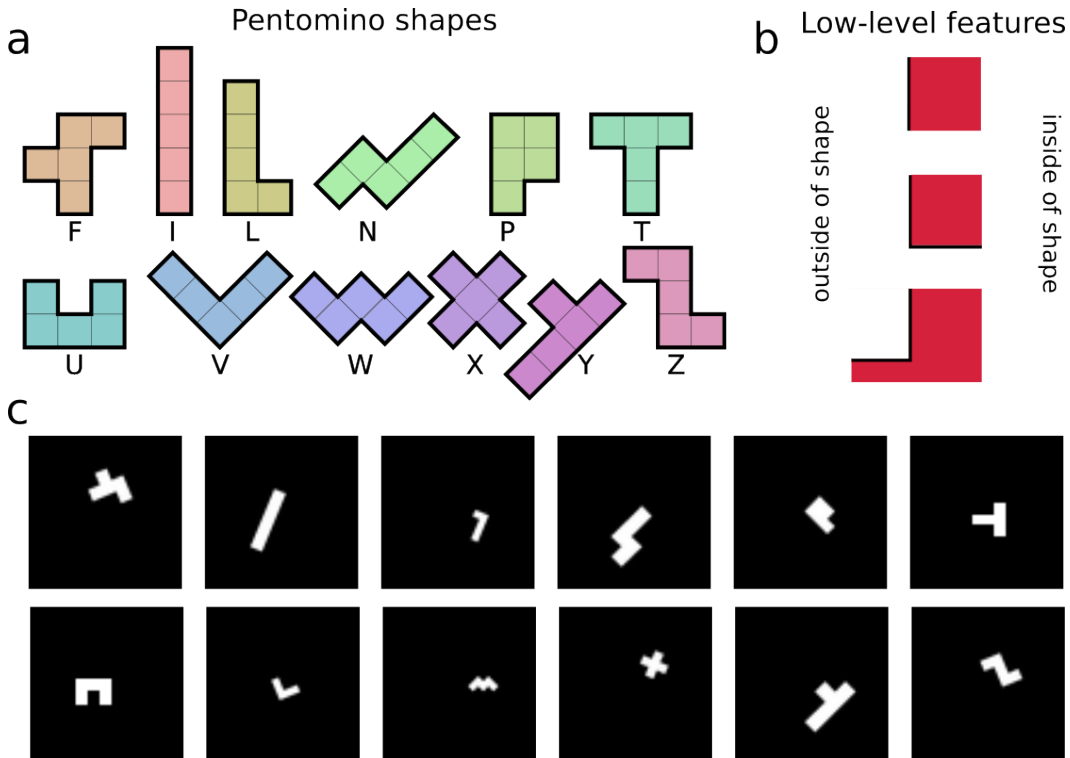 a
Pentomino shapes
F I L N P T
U V W X Y Z
b
Low-level features
outside of shape
inside of shape
c